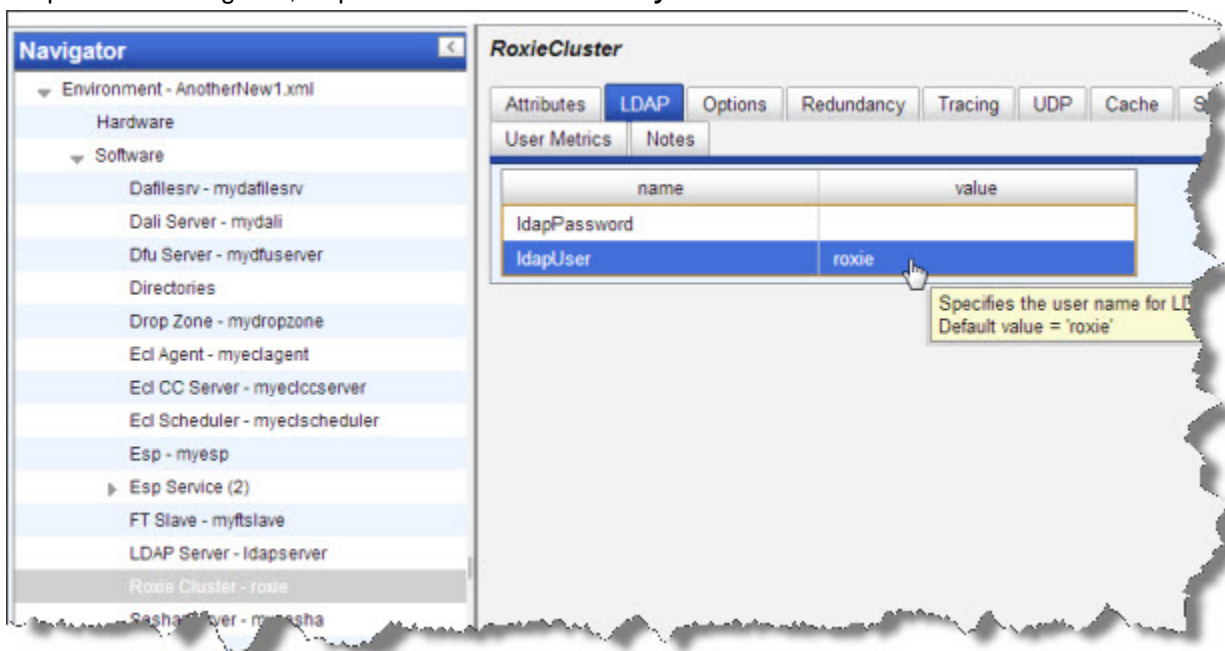 Navigator
Environment - AnotherNew1.xml
Hardware
Software
Dafilesrv - mydafilesrv
Dali Server - mydali
Dfu Server - mydfuserver
Directories
Drop Zone - mydropzone
Ecl Agent - myeclagent
Ecl CC Server - myeclccserver
Ecl Scheduler - myeclscheduler
Esp - myesp
Esp Service (2)
FT Slave - myftslave
LDAP Server - ldapserver
Roxie Cluster - roxie
RoxieCluster
Attributes LDAP Options Redundancy Tracing UDP Cache
User Metrics Notes
name value
ldapPassword
ldapUser roxie
Specifies the user name for
Default value = 'roxie'